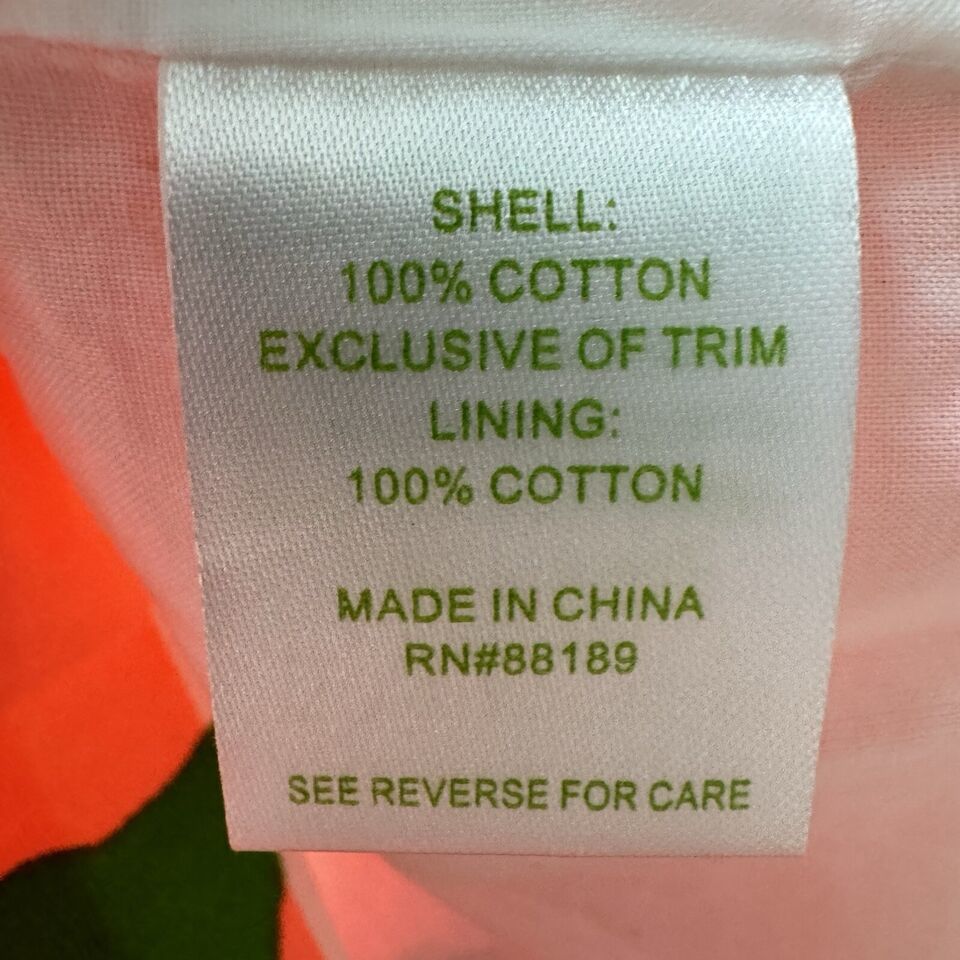 SHELL:
100% COTTON
EXCLUSIVE OF TRIM
LINING:
100% COTTON
MADE IN CHINA
RN#88189
SEE REVERSE FOR CARE